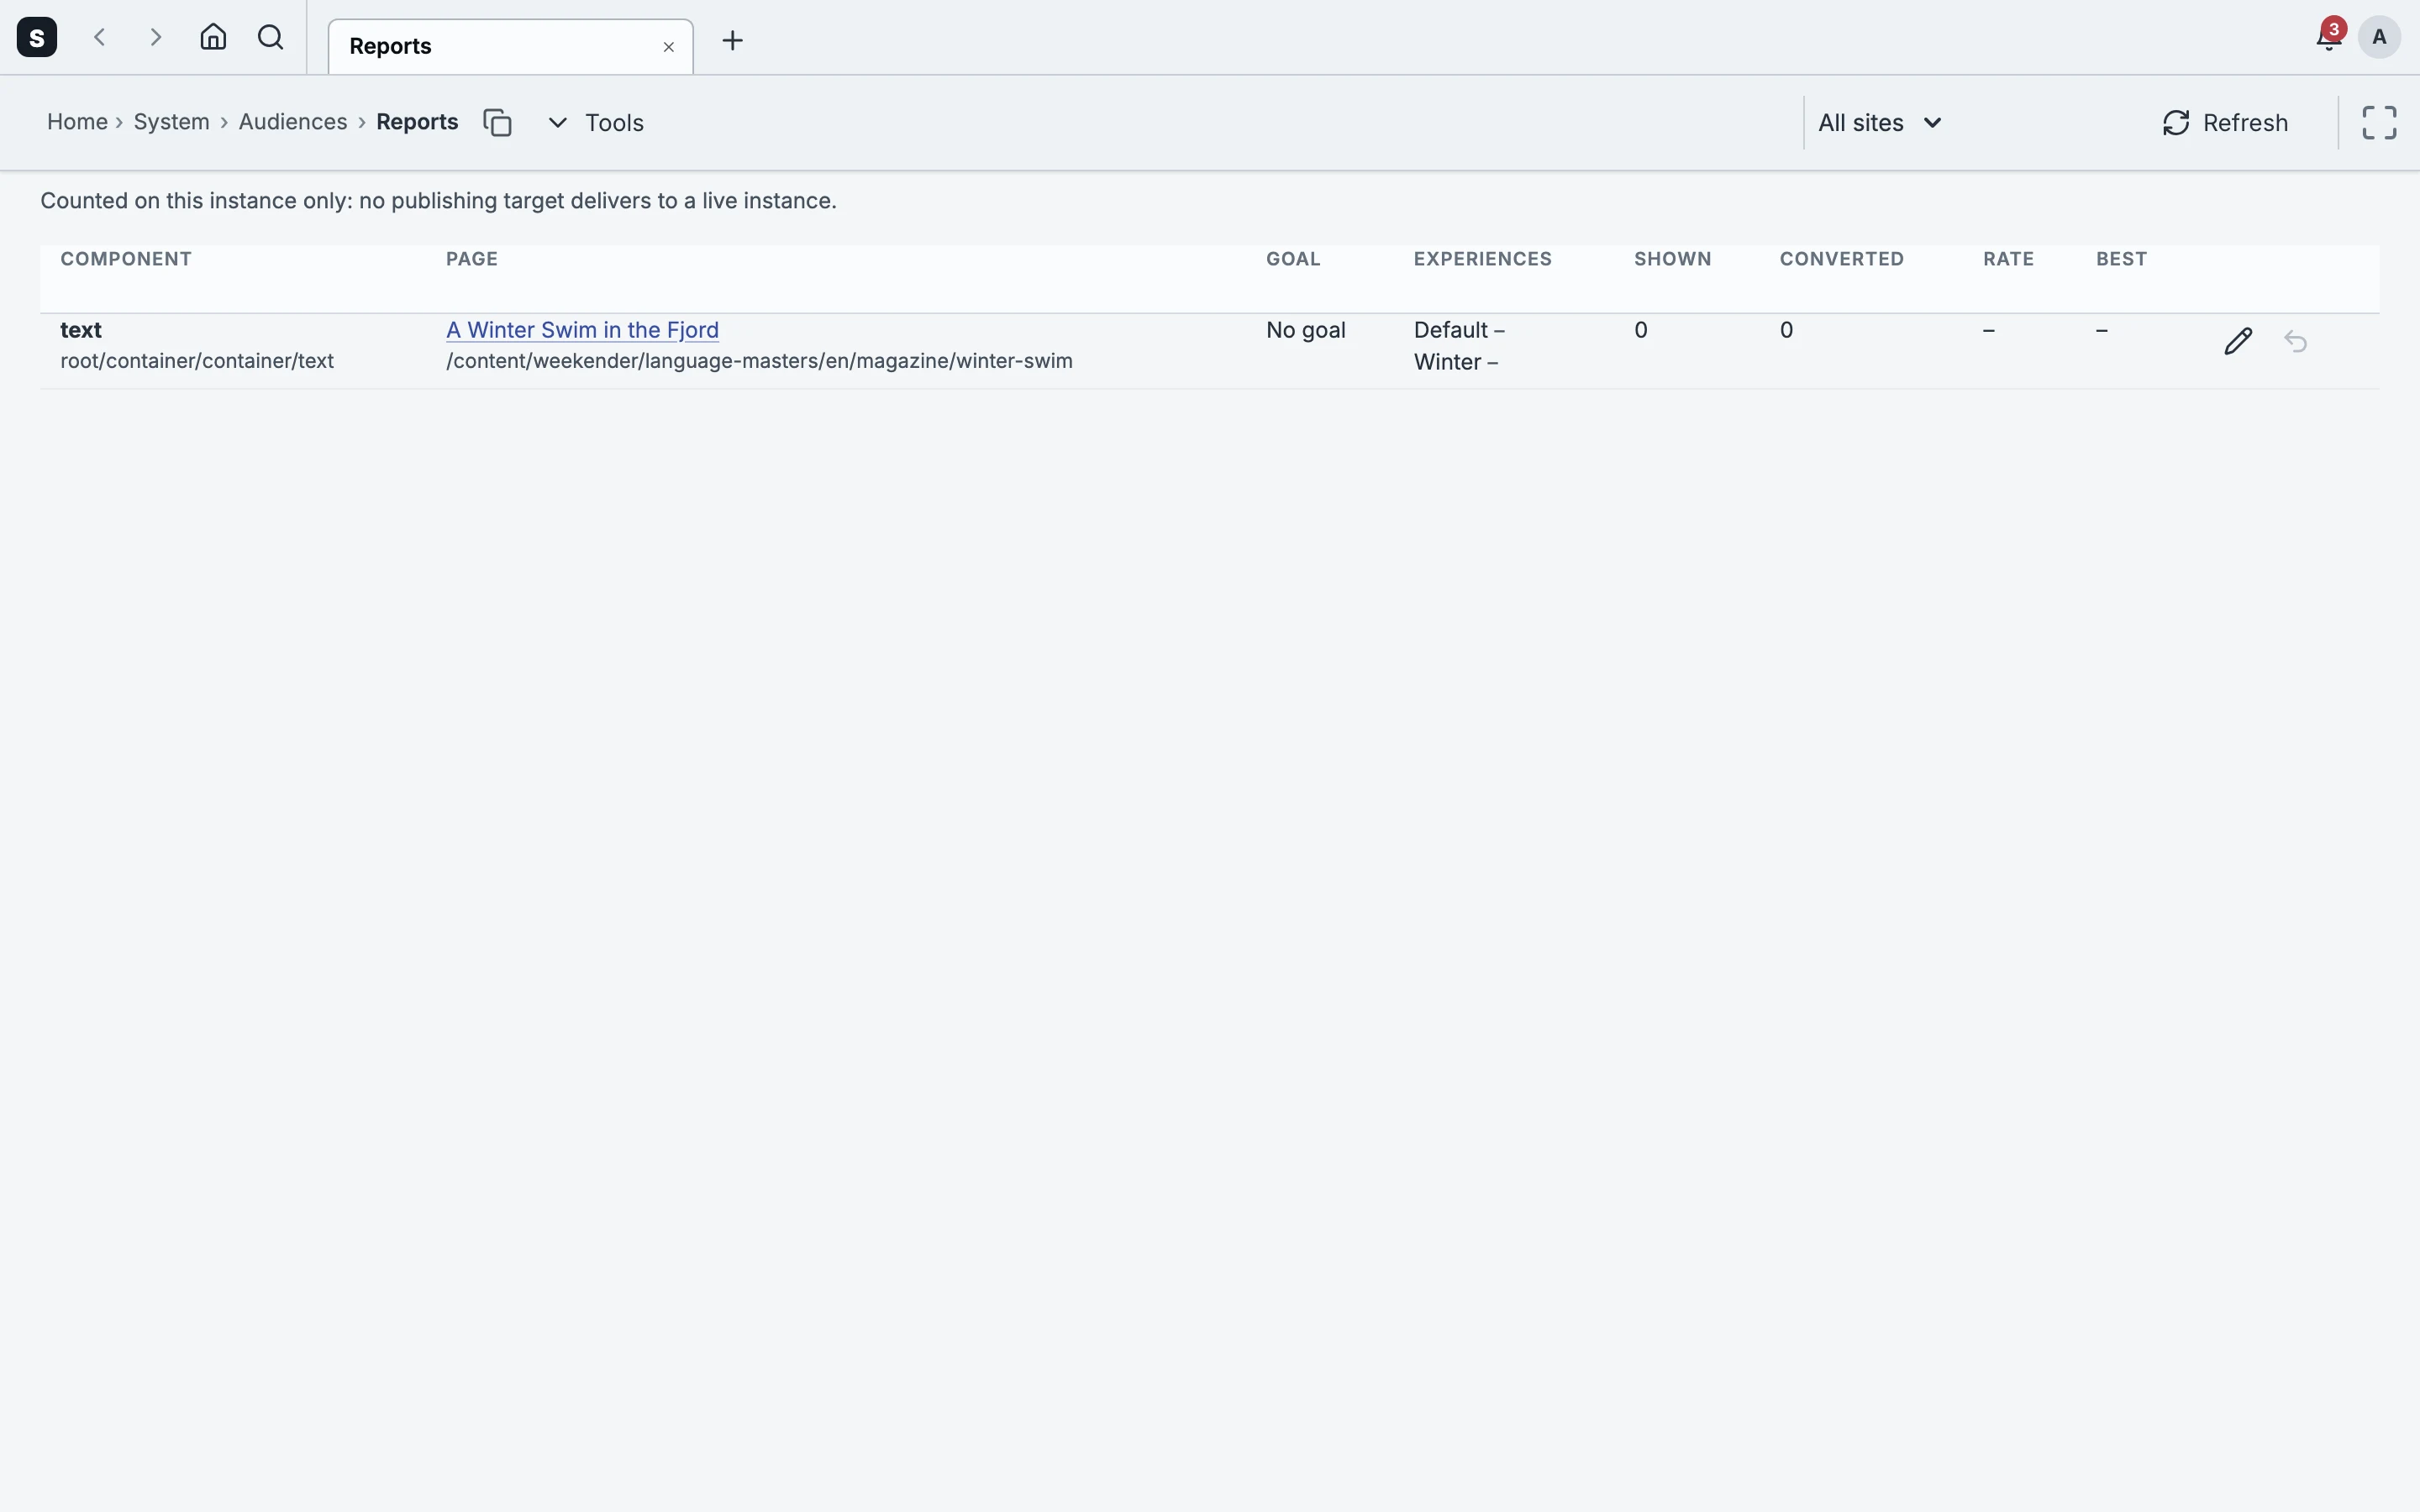 S
Reports
3
A
Home › System › Audiences › Reports
Tools
All sites
Refresh
Counted on this instance only: no publishing target delivers to a live instance.
COMPONENT PAGE GOAL EXPERIENCES SHOWN CONVERTED RATE BEST
text A Winter Swim in the Fjord No goal Default – 0 0 – –
root/container/container/text /content/weekender/language-masters/en/magazine/winter-swim Winter –